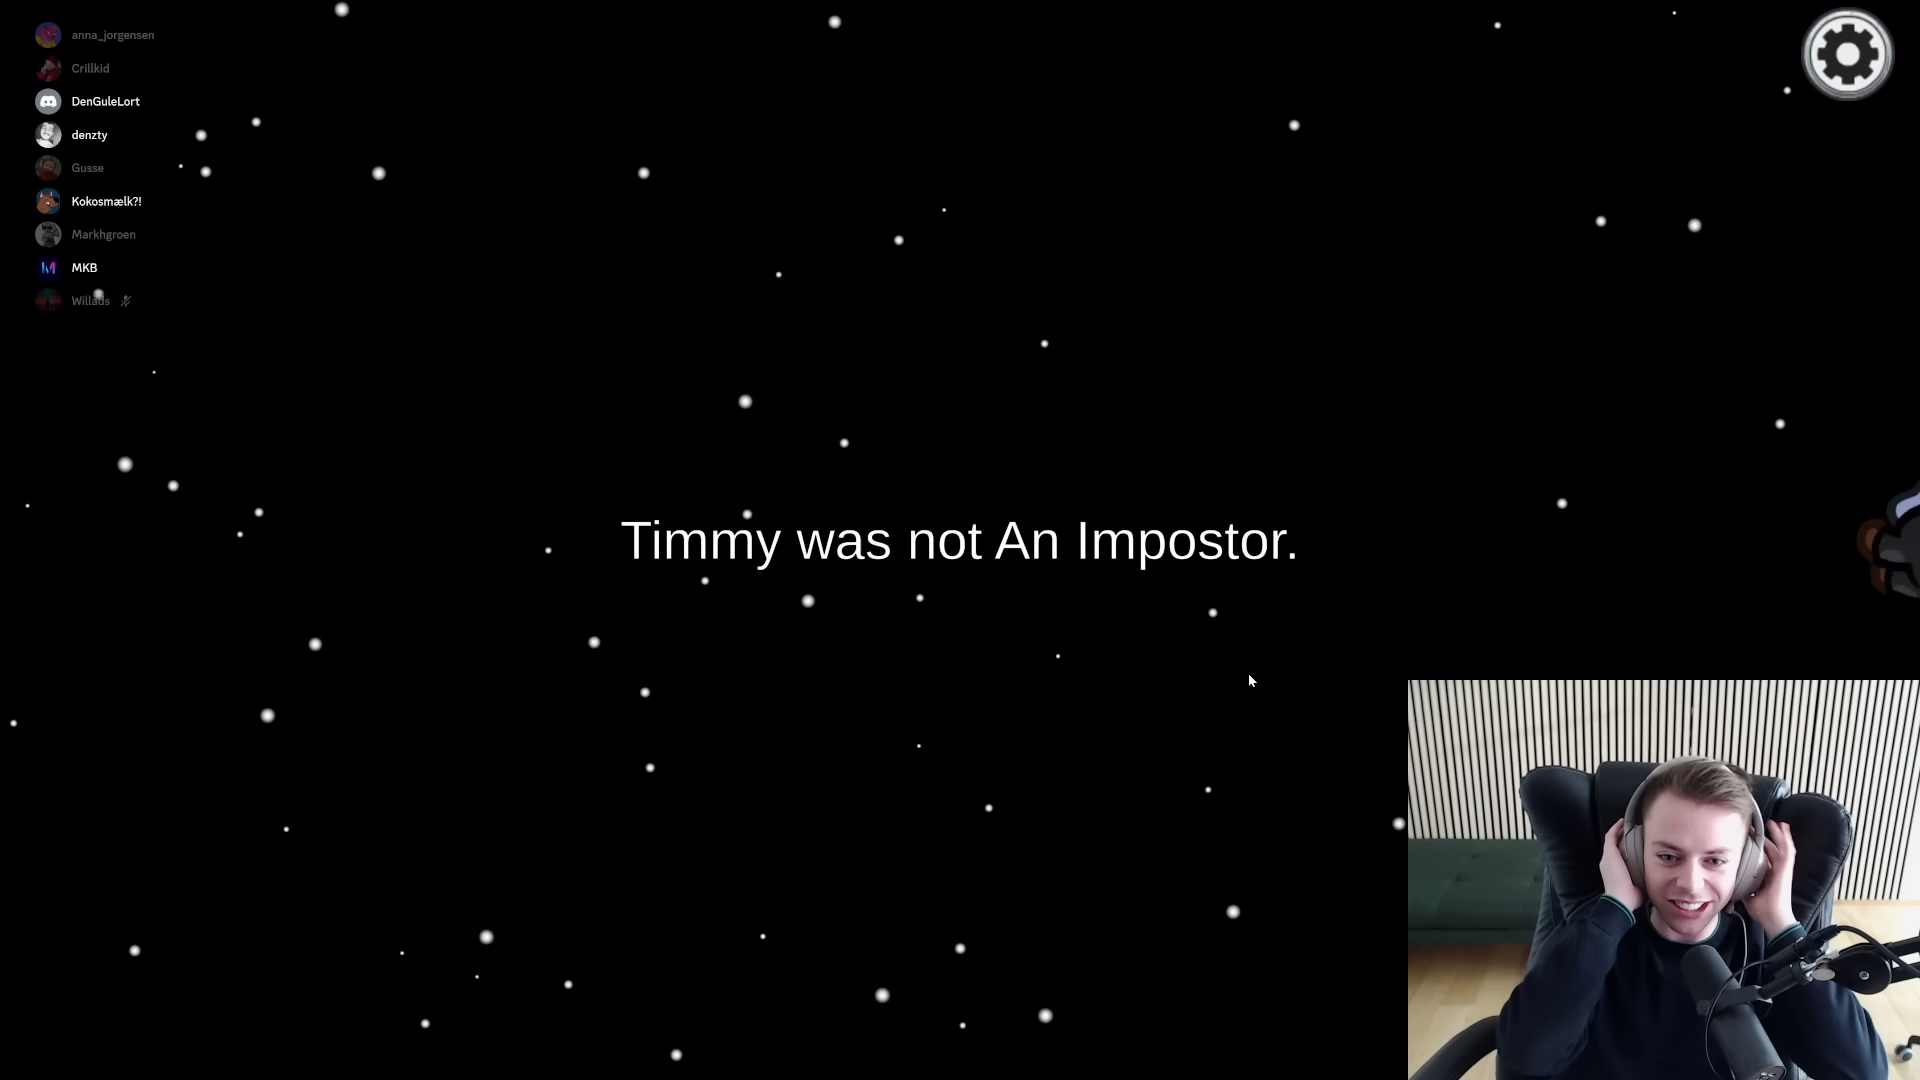 anna_jorgensen
Crillkid
DenGuleLort
denzty
Gusse
Kokosmælk?!
Markhgroen
MKB
Willads
Timmy was not An Impostor.